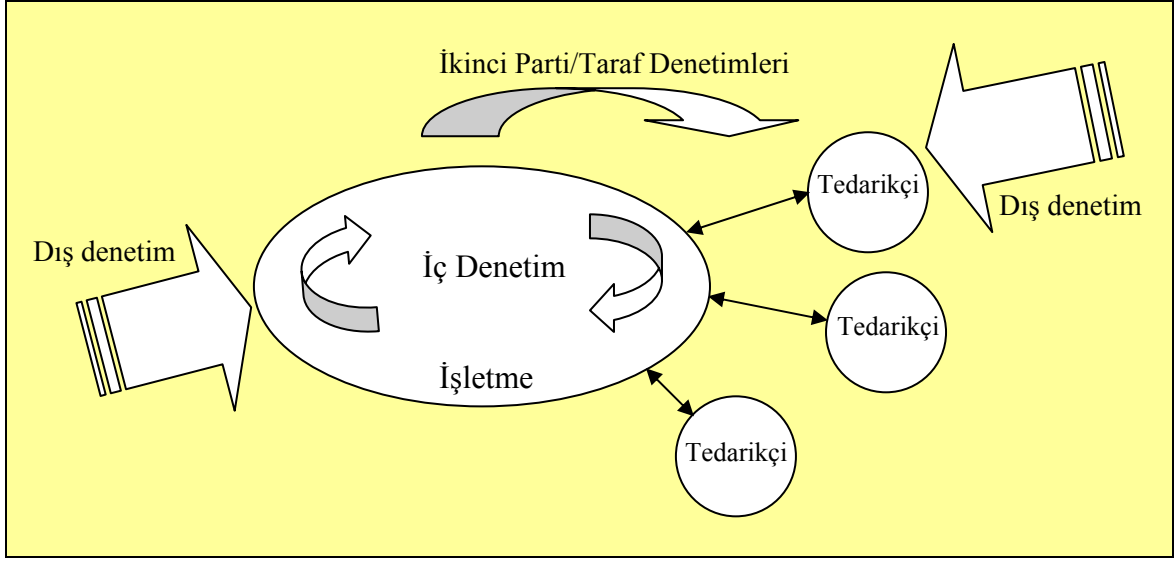 İkinci Parti/Taraf Denetimleri
Tedarikçi
Dış denetim
Dış denetim
İç Denetim
Tedarikçi
İşletme
Tedarikçi